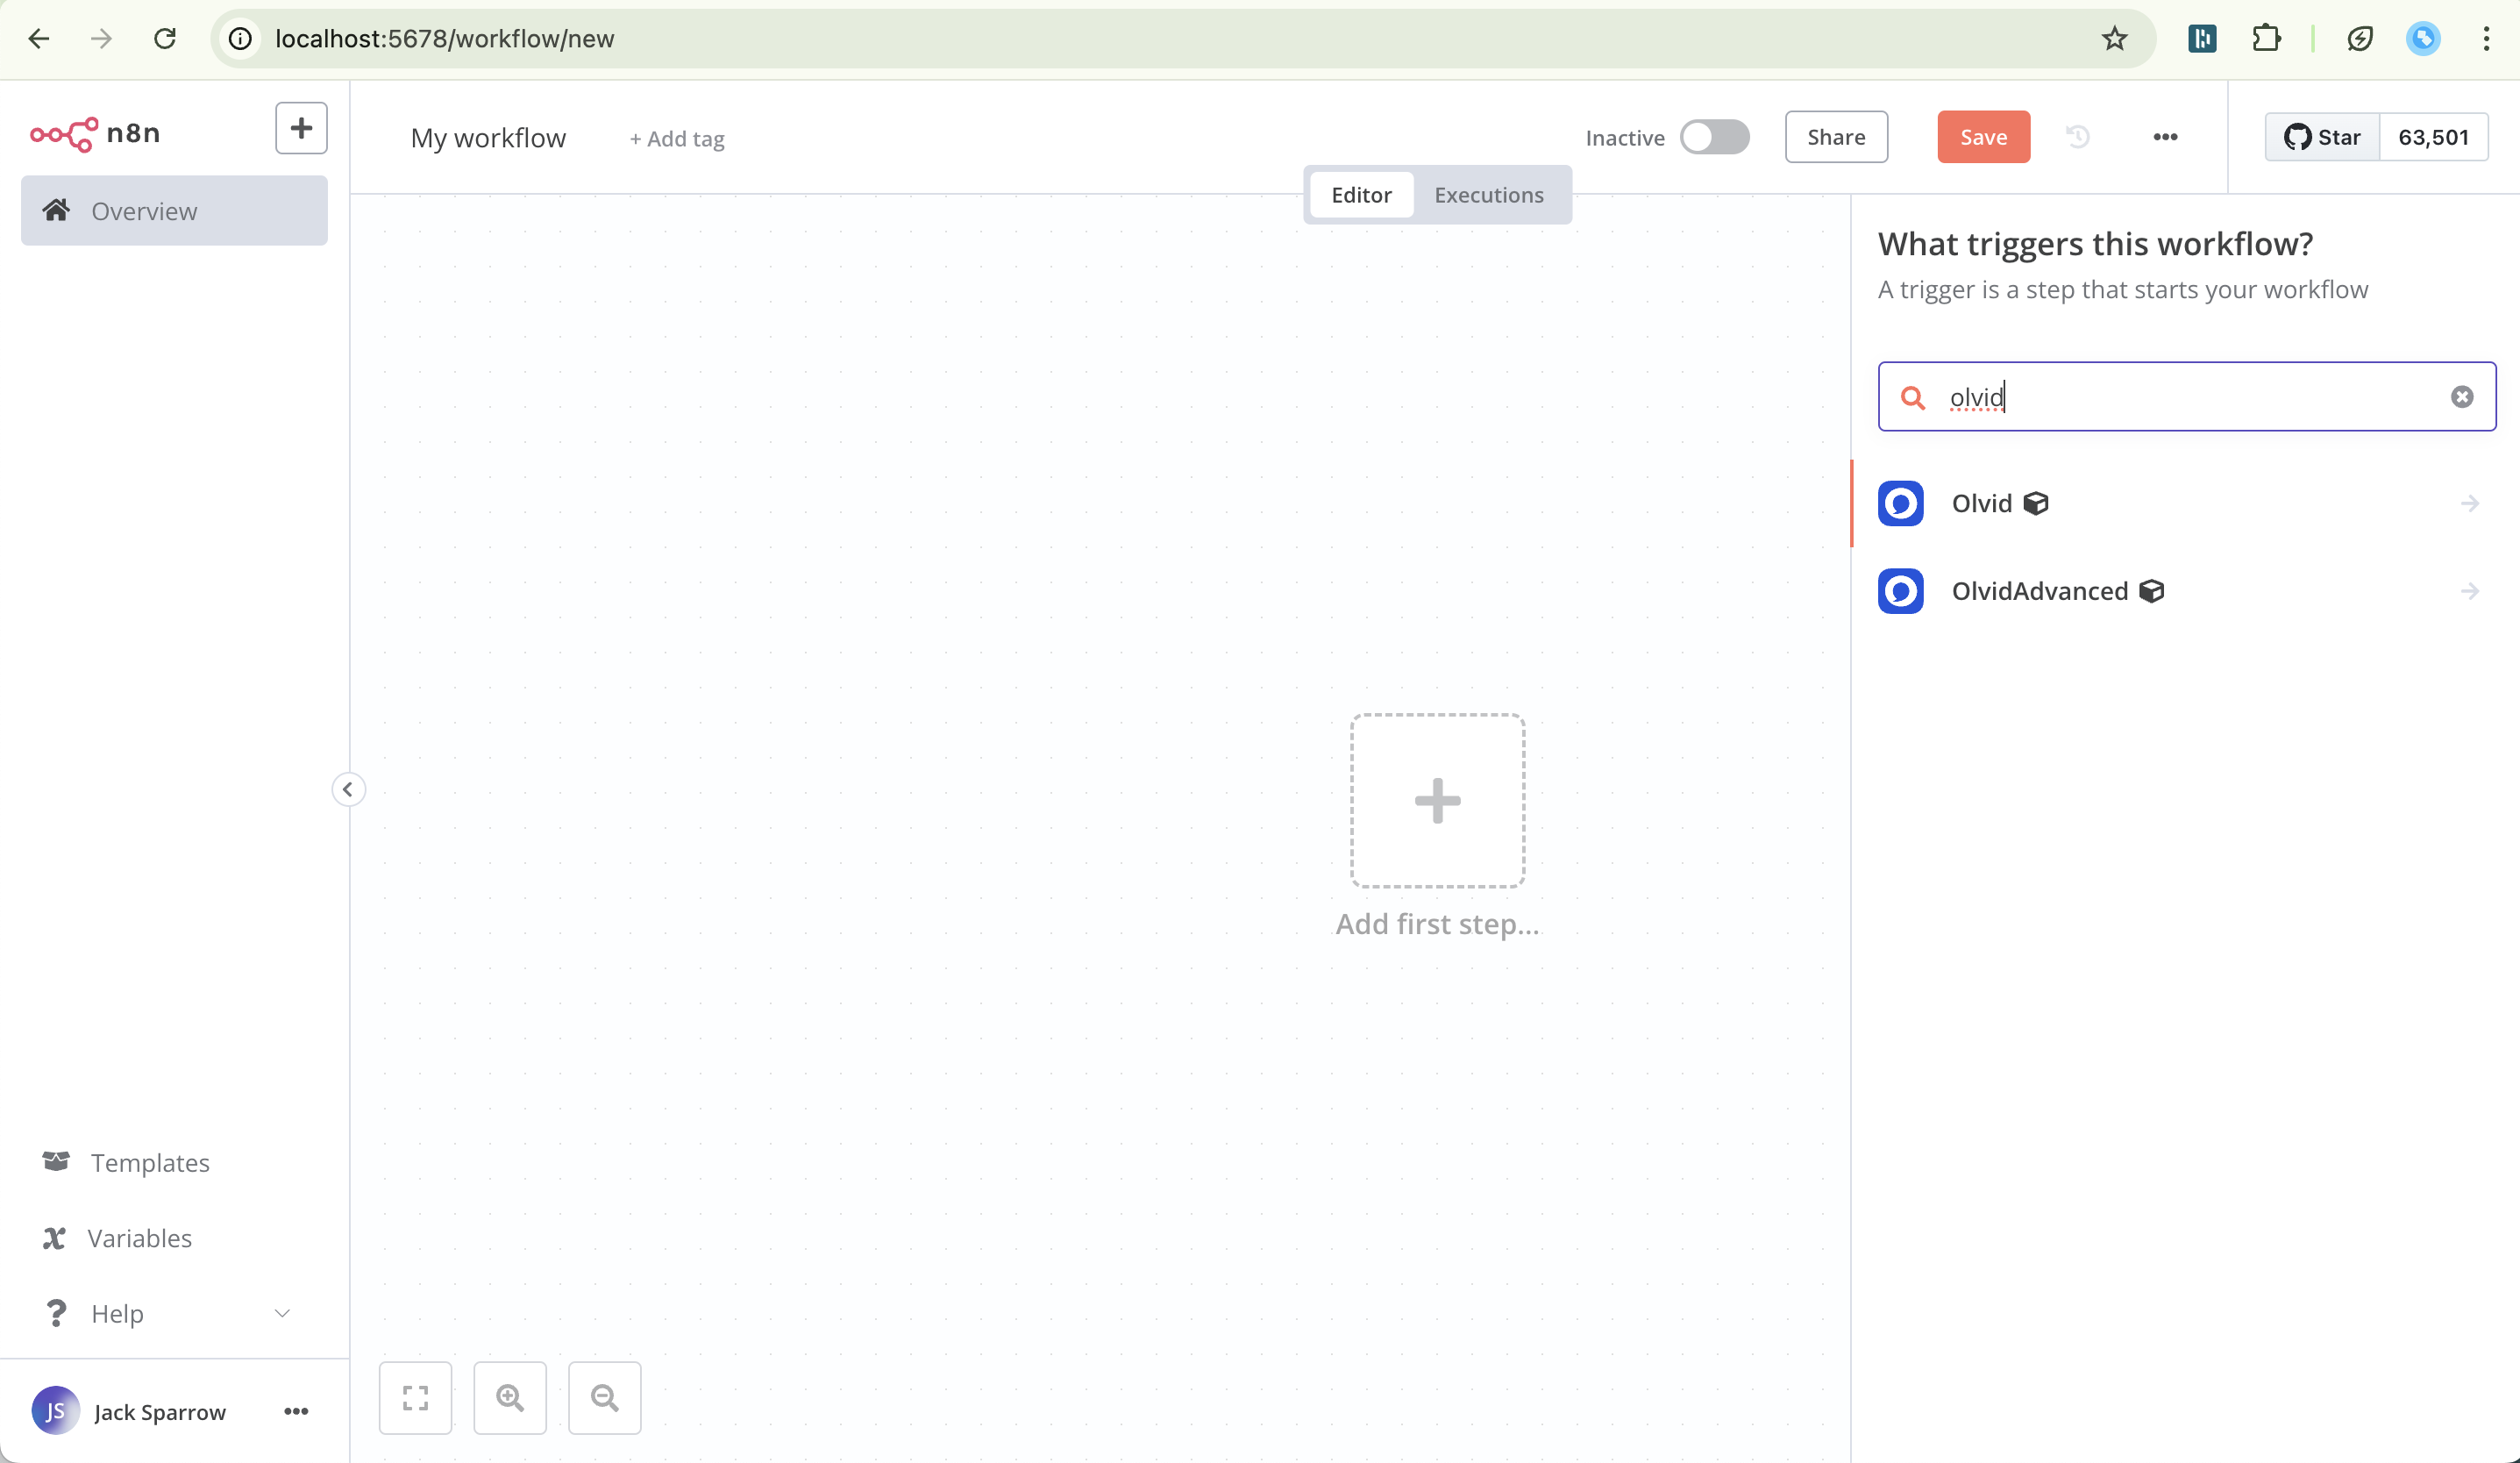 localhost:5678/workflow/new
n8n
Overview
My workflow
+ Add tag
Inactive
Share
Save
Star
63,501
Editor
Executions
What triggers this workflow?
A trigger is a step that starts your workflow
olvid
Olvid
OlvidAdvanced
Add first step...
Templates
Variables
Help
JS
Jack Sparrow